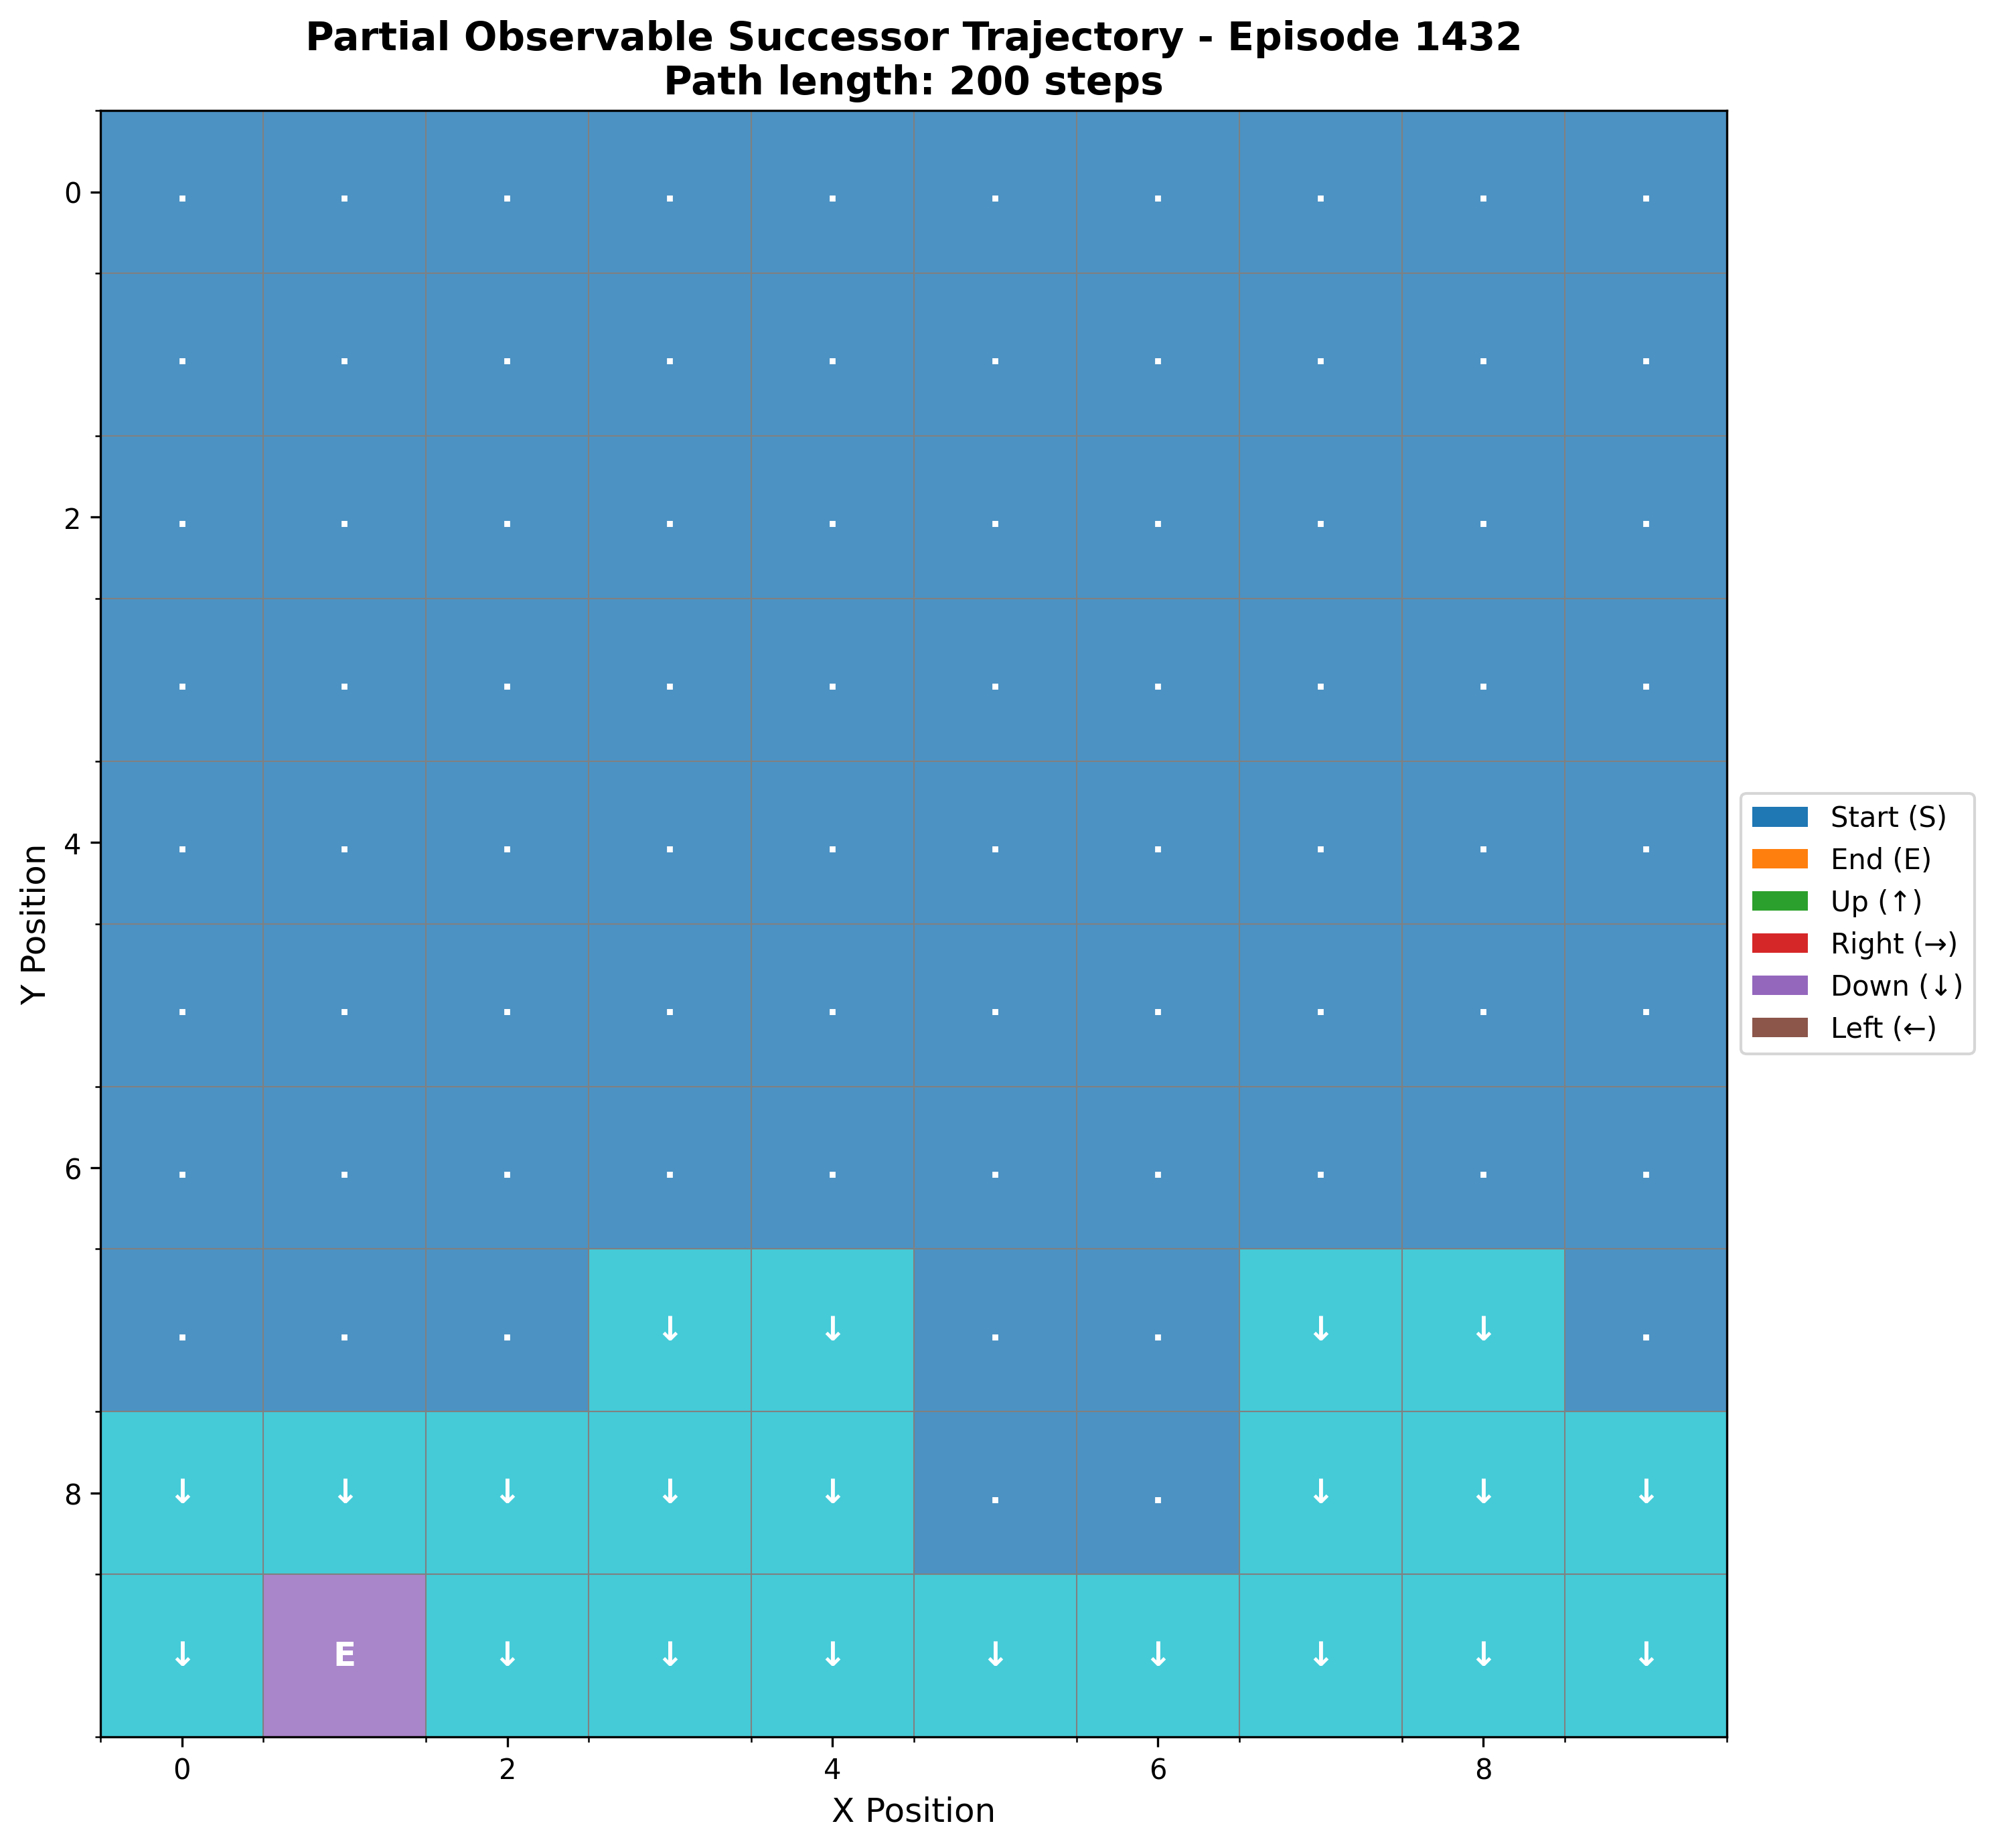 Partial Observable Successor Trajectory - Episode 1432
Path length: 200 steps
0 . . . . . . . . . .
. . . . . . . . . .
2 . . . . . . . . . .
. . . . . . . . . .
4 . . . . . . . . . .
. . . . . . . . . .
6 . . . . . . . . . .
. . . ↓ ↓ . . ↓ ↓ .
8 ↓ ↓ ↓ ↓ ↓ . . ↓ ↓ ↓
↓ E ↓ ↓ ↓ ↓ ↓ ↓ ↓ ↓
0 2 4 6 8
X Position
Y Position
Start (S)
End (E)
Up (↑)
Right (→)
Down (↓)
Left (←)